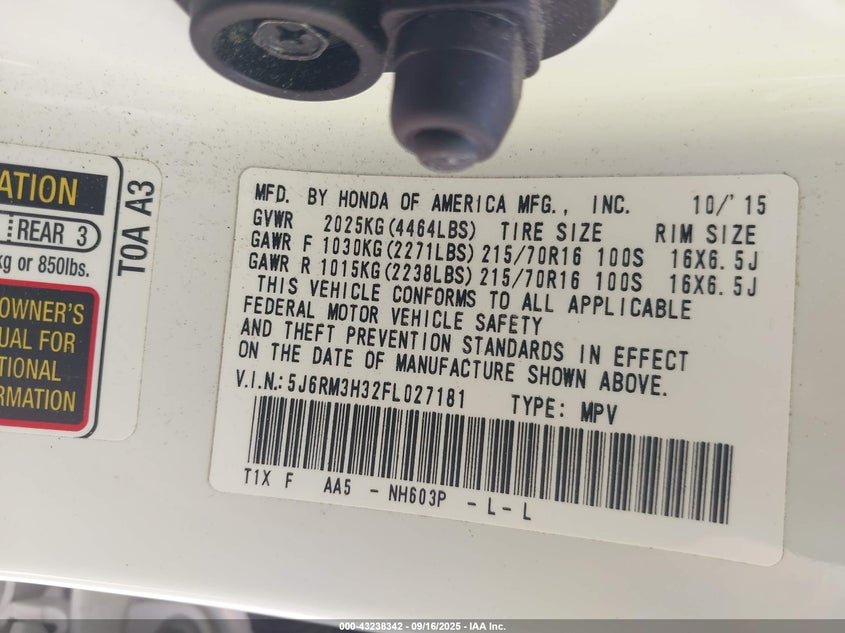 ATION
REAR 3
kg or 850lbs.
OWNER'S
UAL FOR
TIONAL
RMATION
TOA A3
MFD. BY HONDA OF AMERICA MFG., INC. 10/'15
GVWR 2025KG(4464LBS) TIRE SIZE RIM SIZE
GAWR F 1030KG(2271LBS) 215/70R16 100S 16X6.5J
GAWR R 1015KG(2238LBS) 215/70R16 100S 16X6.5J
THIS VEHICLE CONFORMS TO ALL APPLICABLE
FEDERAL MOTOR VEHICLE SAFETY
AND THEFT PREVENTION STANDARDS IN EFFECT
ON THE DATE OF MANUFACTURE SHOWN ABOVE.
V.I.N.:5J6RM3H32FL027181 TYPE: MPV
T1X F AA5 - NH603P - L - L
000-43238342 - 09/16/2025 - IAA Inc.